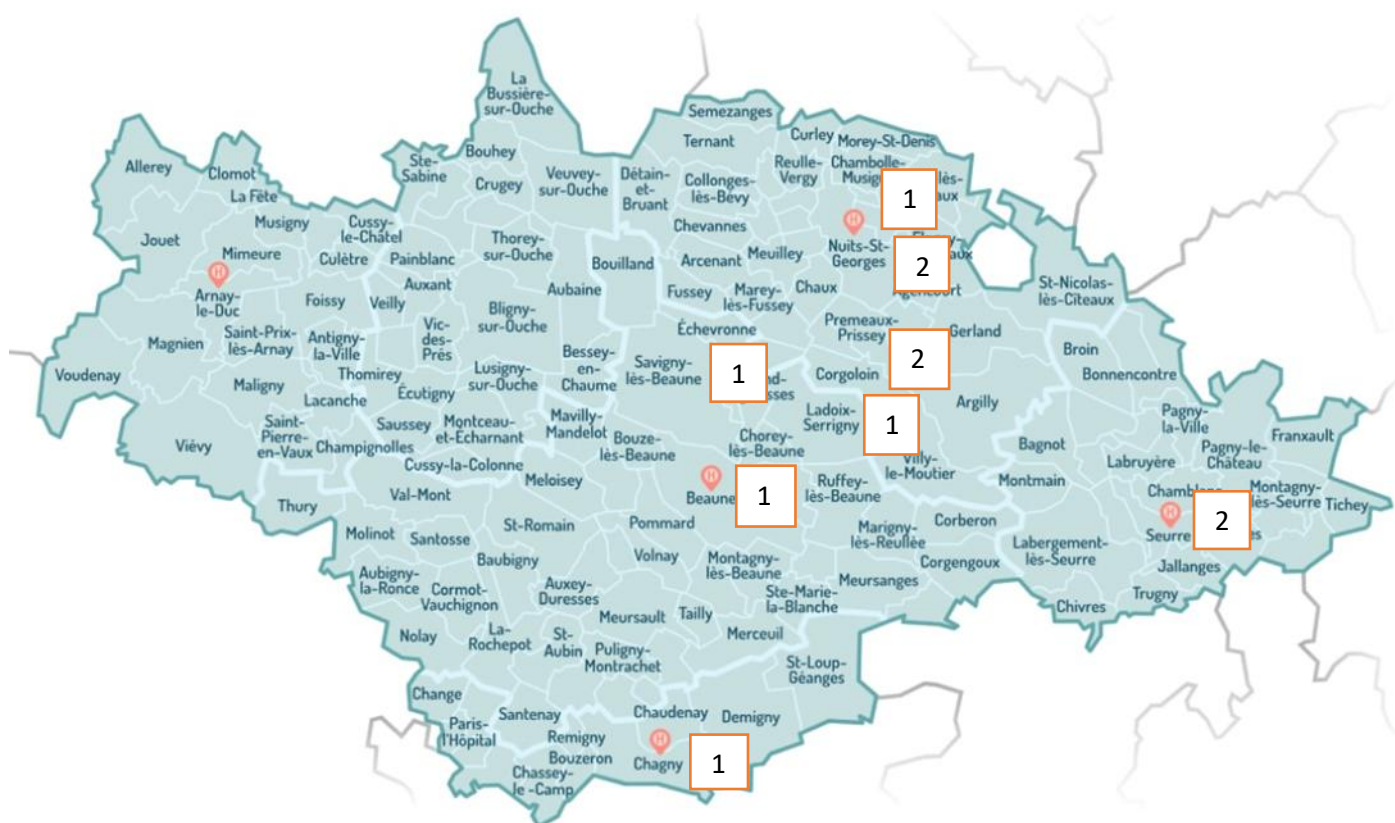 La
Bussière-
sur-Ouche
Semezanges
Ternant
Curley
Morey-St-Denis
Allerey
Clomot
La Fête
Ste-
Sabine
Bouhey
Crugey
Veuvey-
sur-Ouche
Détain-
et-
Bruant
Collonges-
lès-Bévy
Reulle-
Vergy
Chambolle-
1
Musigny
Cussy-
le-Châtel
Chevannes
Jouet
Mimeure
Culètre
Painblanc
Thorey-
sur-Ouche
Bouilland
Arcenant
Meuilley
H
Nuits-St-
Georges
2
St-Nicolas-
lès-Cîteaux
H
Arnay-
le-Duc
Foissy
Veilly
Auxant
Aubaine
Fussey
Marey-
lès-Fussey
Chaux
Magnien
Saint-Prix-
lès-Arnay
Antigny-
la-Ville
Vic-
des-
Prés
Bligny-
sur-Ouche
Échevronne
Premeaux-
Prissey
2
Gerland
Broin
Bonnencontre
Voudenay
Maligny
Thomirey
Écutigny
Lusigny-
sur-Ouche
Bessey-
en-
Chaume
Savigny-
lès-Beaune
1
Corgoloin
Argilly
Lacanche
Viévy
Saint-
Pierre-
en-Vaux
Champignolles
Saussey
Montceau-
et-Écharnant
Mavilly-
Mandelot
Bouze-
lès-Beaune
Chorey-
lès-Beaune
Ladoix-
Serrigny
1
Villy-
le-Moutier
Bagnot
Pagny-
la-Ville
Franxault
Pagny-le-
Château
Labruyère
Cussy-la-Colonne
Meloisey
H
Beaune
1
Ruffey-
lès-Beaune
Montmain
Montagny-
lès-Seurre
Tichey
Thury
Val-Mont
Molinot
Santosse
St-Romain
Pommard
Marigny-
lès-Reullée
Corberon
H
Seurre
2
Labergement-
lès-Seurre
Jallanges
Baubigny
Volnay
Montagny-
lès-Beaune
Corgengoux
Aubigny-
la-Ronce
Cormot-
Vauchignon
Auxey-
Duresses
Meursault
Tailly
Ste-Marie-
la-Blanche
Meursanges
Chivres
Trugny
Nolay
La-
Rochepot
St-
Aubin
Puligny-
Montrachet
Merceuil
St-Loup-
Géanges
Change
Santenay
Chaudenay
Demigny
Paris-
l'Hôpital
Remigny
Bouzeron
H
Chagny
1
Chassey-
le -Camp